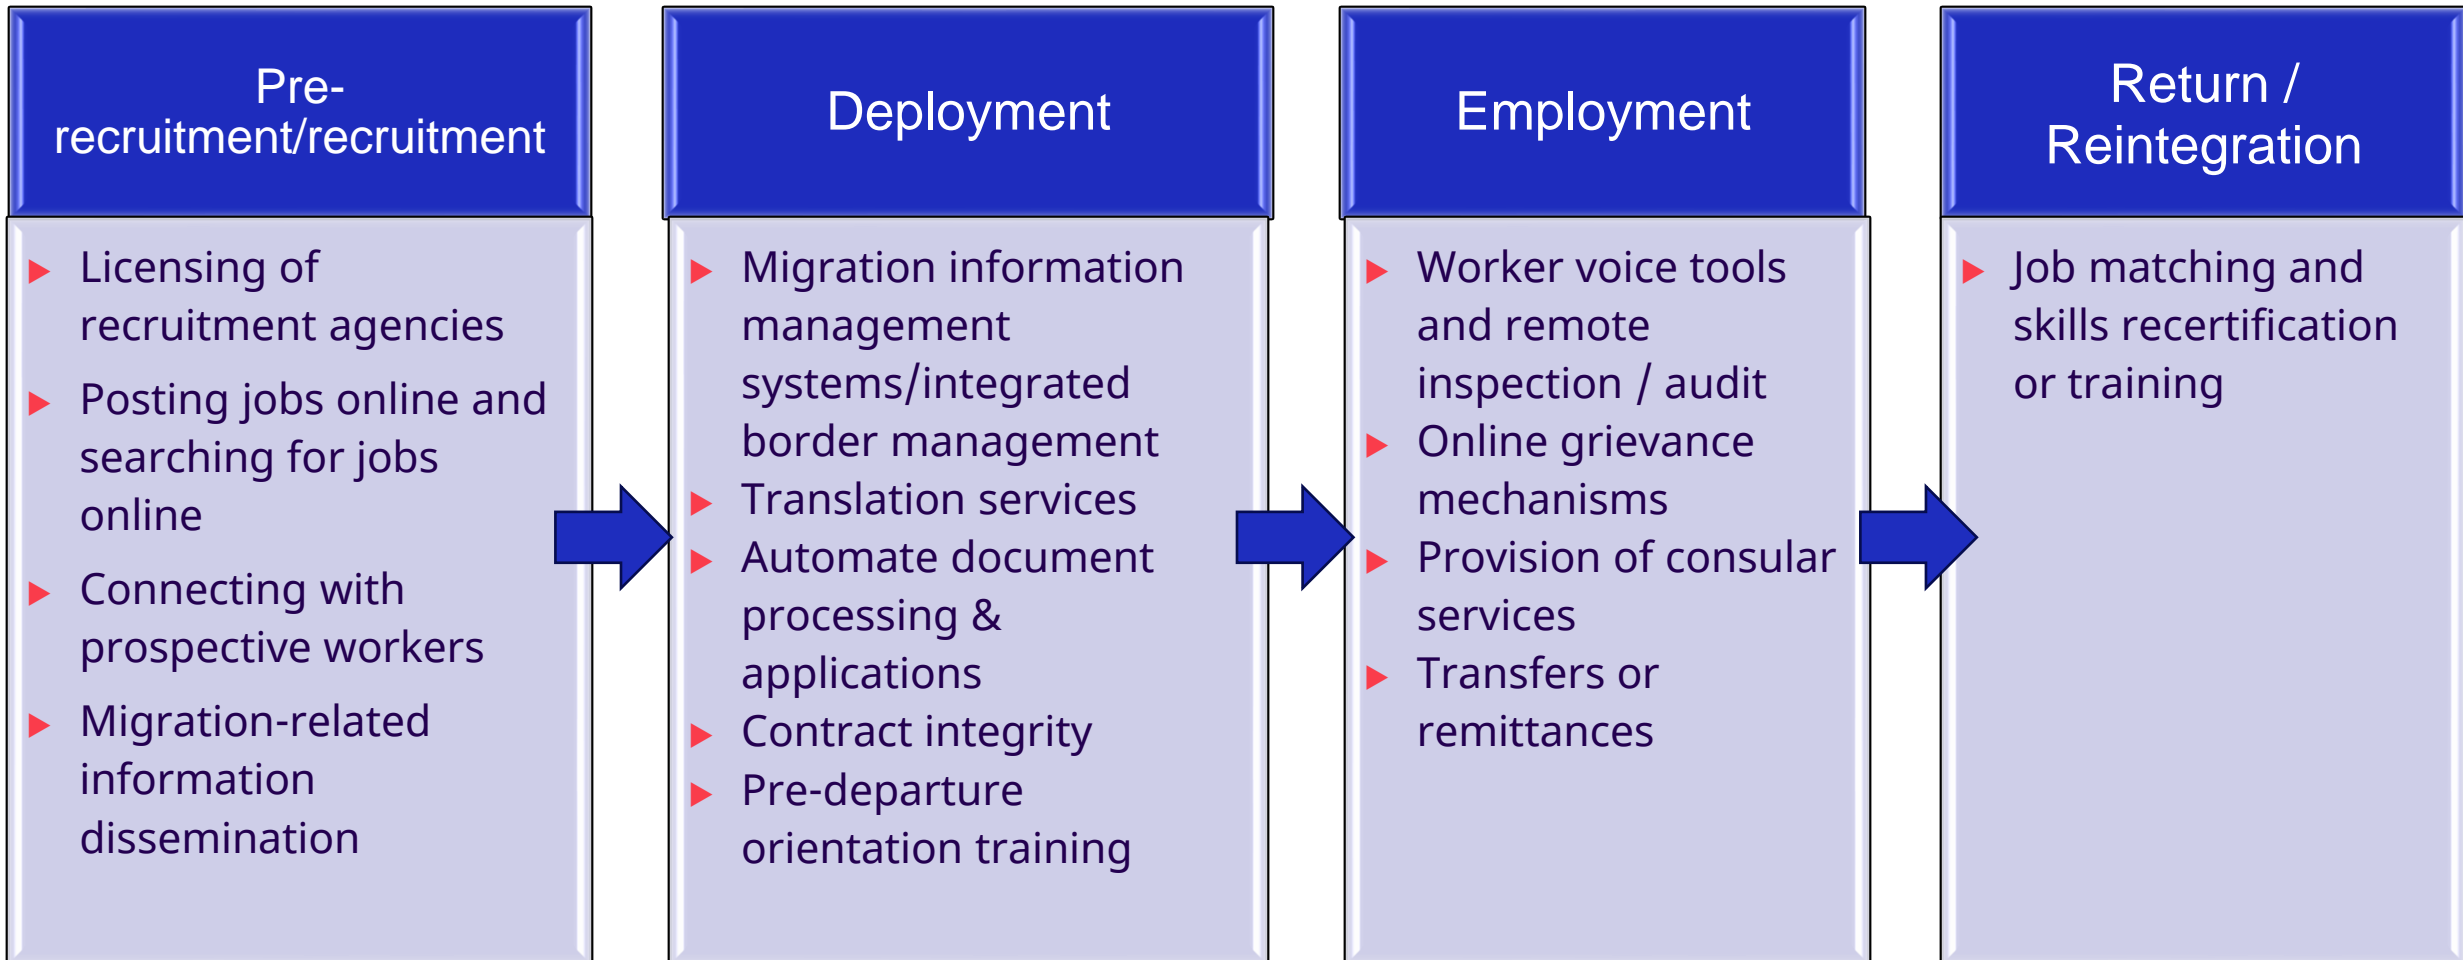 Pre-
recruitment/recruitment
Licensing of
recruitment agencies
Posting jobs online and
searching for jobs
online
Connecting with
prospective workers
Migration-related
information
dissemination
Deployment
Migration information
management
systems/integrated
border management
Translation services
Automate document
processing &
applications
Contract integrity
Pre-departure
orientation training
Employment
Worker voice tools
and remote
inspection / audit
Online grievance
mechanisms
Provision of consular
services
Transfers or
remittances
Return /
Reintegration
Job matching and
skills recertification
or training